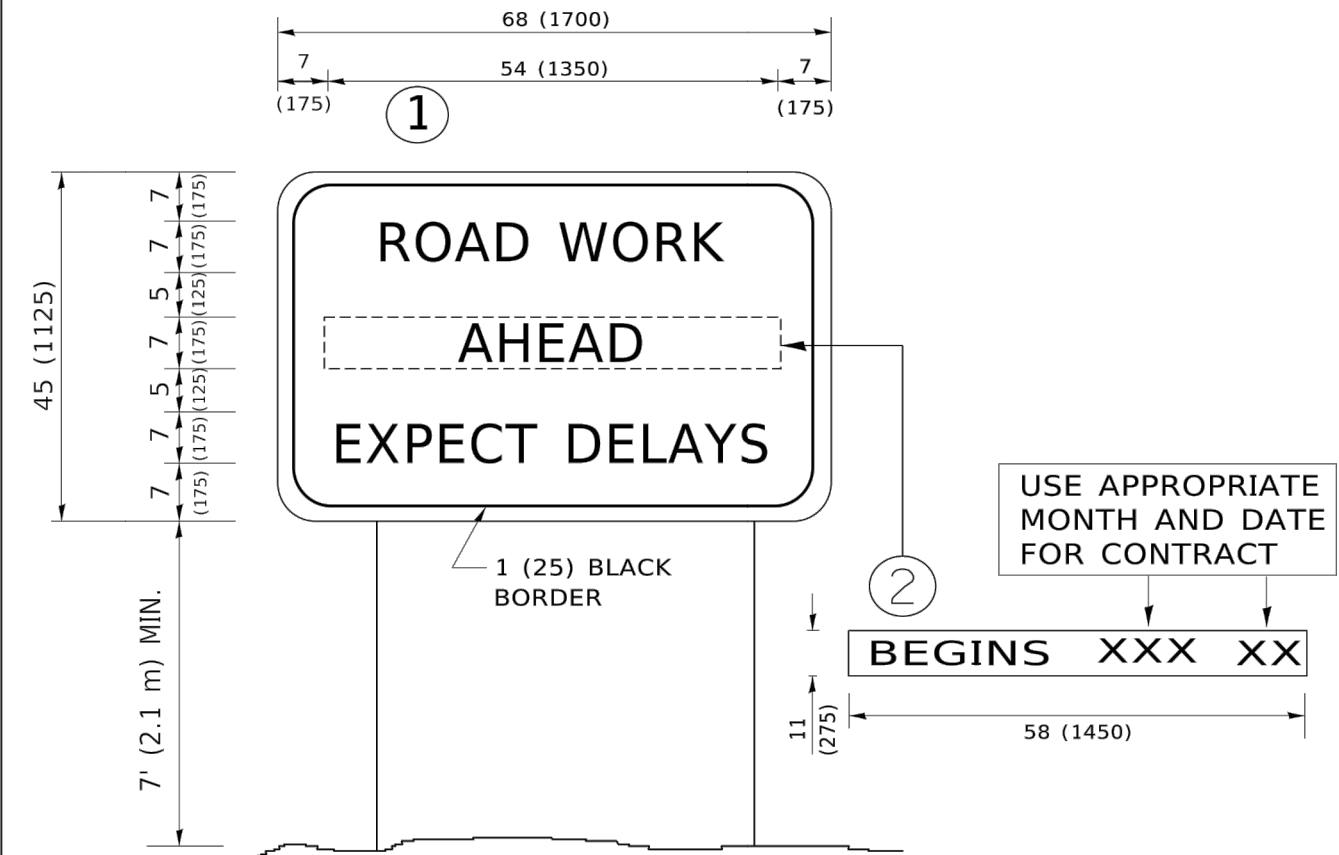 68 (1700)
7
54 (1350)
7
(175)
(175)
1
7 (175)
7 (175)
5 (125)
7 (175)
5 (125)
7 (175)
7 (175)
45 (1125)
ROAD WORK
AHEAD
EXPECT DELAYS
1 (25) BLACK
BORDER
7' (2.1 m) MIN.
USE APPROPRIATE
MONTH AND DATE
FOR CONTRACT
2
BEGINS XXX XX
11
(275)
58 (1450)